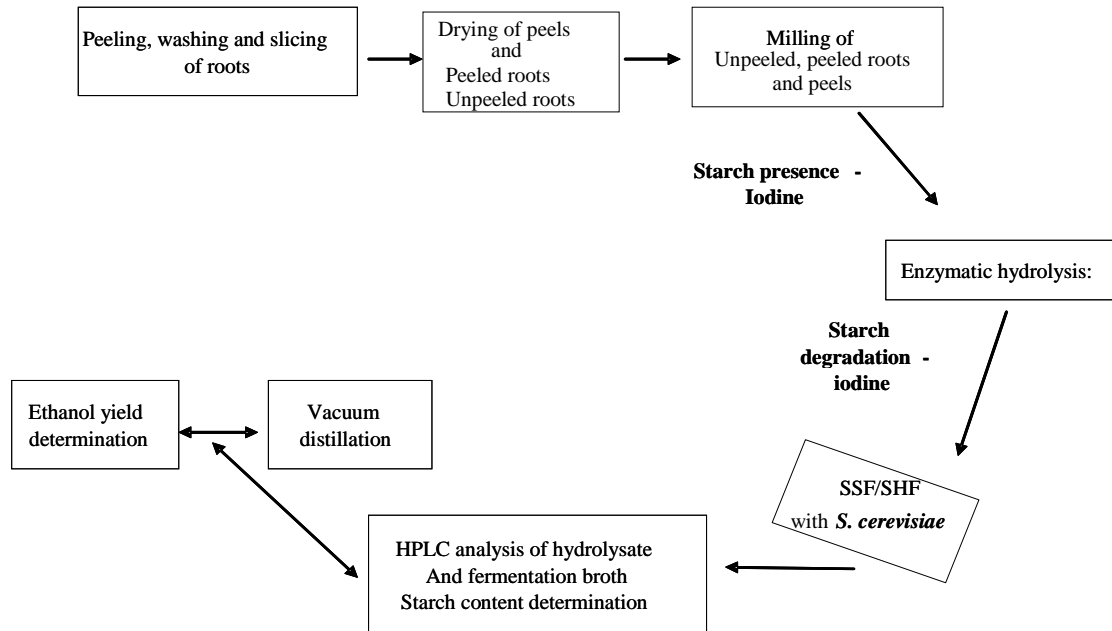 Peeling, washing and slicing
of roots
Drying of peels
and
Peeled roots
Unpeeled roots
Milling of
Unpeeled, peeled roots
and peels
Starch presence -
Iodine
Enzymatic hydrolysis:
Starch
degradation -
iodine
SSF/SHF
with S. cerevisiae
HPLC analysis of hydrolysate
And fermentation broth
Starch content determination
Vacuum
distillation
Ethanol yield
determination